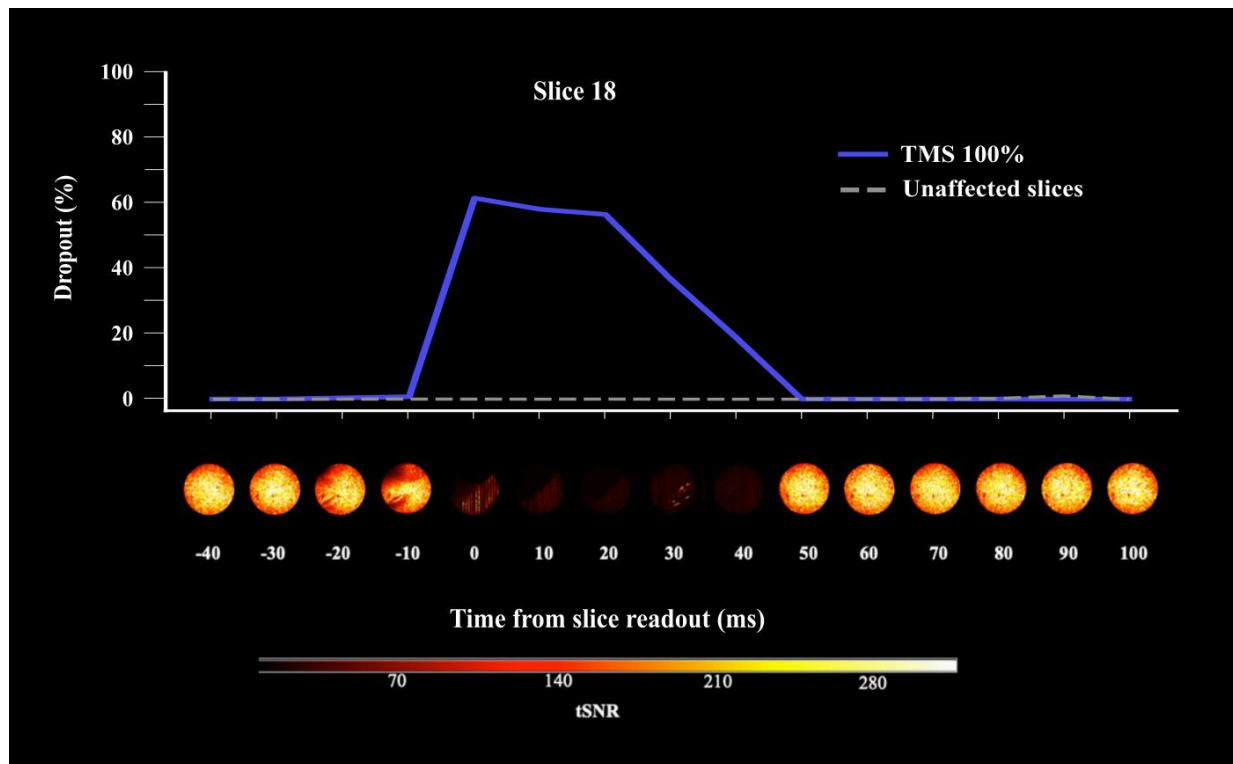 Slice 18
100
80
60
40
20
0
Dropout (%)
TMS 100%
Unaffected slices
-40 -30 -20 -10 0 10 20 30 40 50 60 70 80 90 100
Time from slice readout (ms)
70 140 210 280
tSNR